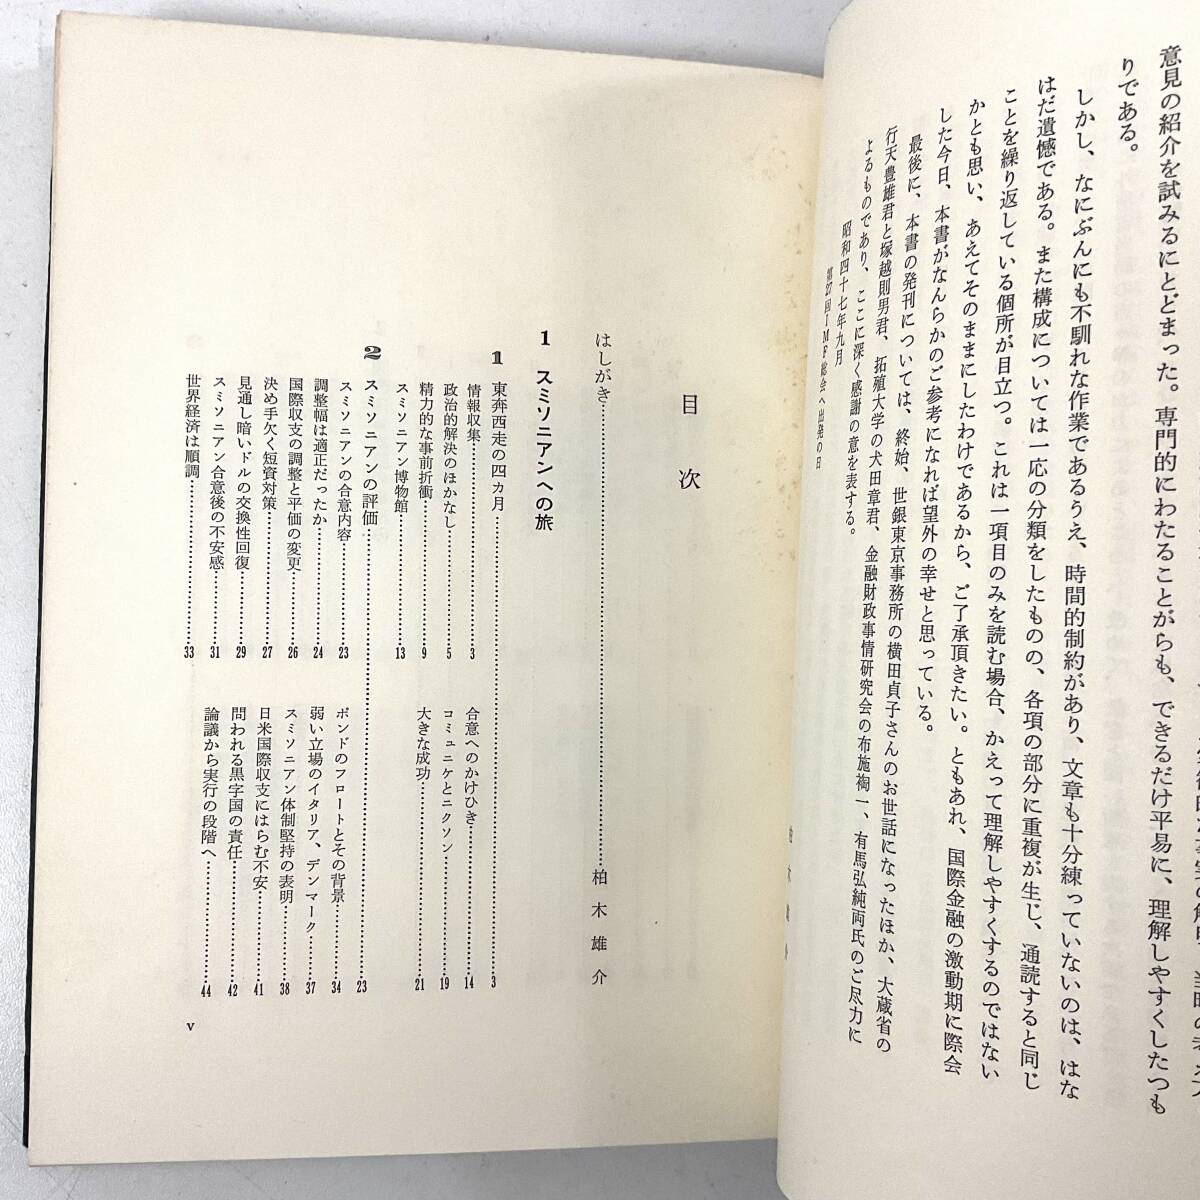 意見の紹介を試みるにとどまった。専門的にわたることがらも、できるだけ平易に、理解しやすくしたつも
りである。
しかし、なにぶんにも不馴れな作業であるうえ、時間的制約があり、文章も十分練っていないのは、はな
はだ遺憾である。また構成については一応の分類をしたものの、各項の部分に重複が生じ、通読すると同じ
ことを繰り返している個所が目立つ。これは一項目のみを読む場合、かえって理解しやすくするのではない
かとも思い、あえてそのままにしたわけであるから、ご了承頂きたい。ともあれ、国際金融の激動期に際会
した今日、本書がなんらかのご参考になれば望外の幸せと思っている。
最後に、本書の発刊については、終始、世銀東京事務所の横田貞子さんのお世話になったほか、大蔵省の
行天豊雄君と塚越則男君、拓殖大学の犬田章君、金融財政事情研究会の布施裪一、有馬弘純両氏のご尽力に
よるものであり、ここに深く感謝の意を表する。
昭和四十七年九月
第27回IMF総会へ出発の日
目次
はしがき………柏木雄介
1 スミソニアンへの旅
1 東奔西走の四ヵ月………3
情報収集………3
合意へのかけひき………14
政治的解決のほかなし………5
コミュニケとニクソン………19
精力的な事前折衝………9
大きな成功………21
スミソニアン博物館………13
2 スミソニアンの評価………23
スミソニアンの合意内容………23
ポンドのフロートとその背景………34
調整幅は適正だったか………24
弱い立場のイタリア、デンマーク………37
国際収支の調整と平価の変更………26
スミソニアン体制堅持の表明………38
決め手欠く短資対策………27
日米国際収支にはらむ不安………41
見通し暗いドルの交換性回復………29
問われる黒字国の責任………42
スミソニアン合意後の不安感………31
論議から実行の段階へ………44
世界経済は順調………33
v